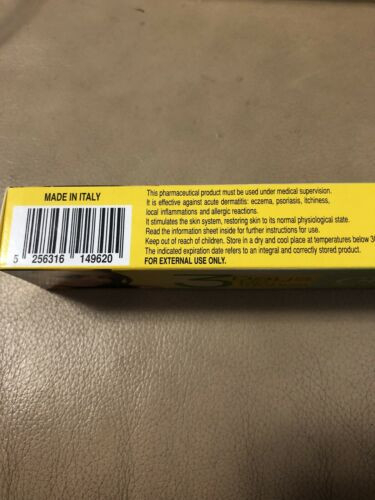 MADE IN ITALY
5 256316 149620
This pharmaceutical product must be used under medical supervision.
It is effective against acute dermatitis: eczema, psoriasis, itchiness,
local inflammations and allergic reactions.
It stimulates the skin system, restoring skin to its normal physiological state.
Read the information sheet inside for further instructions for use.
Keep out of reach of children. Store in a dry and cool place at temperatures below
The indicated expiration date refers to an integral and correctly stored product.
FOR EXTERNAL USE ONLY.